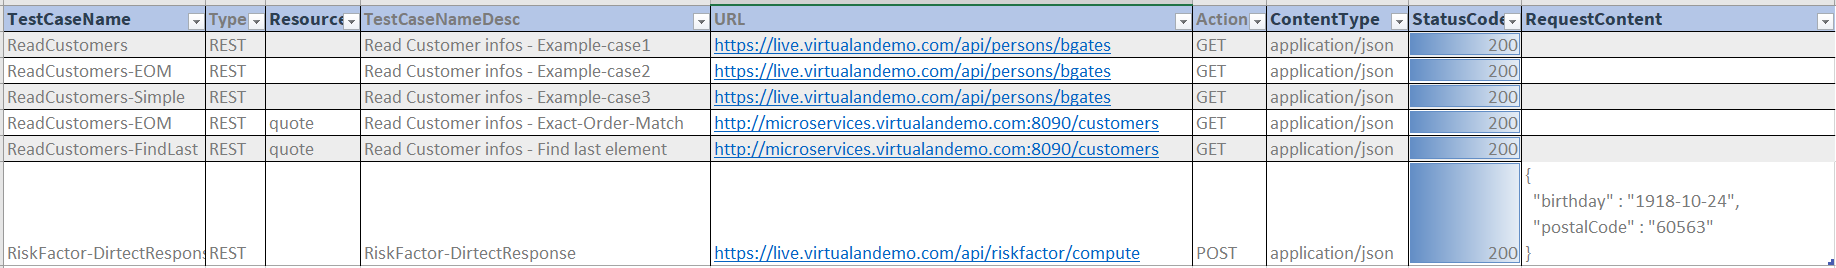 TestCaseName Type Resource TestCaseNameDesc URL Action ContentType StatusCode RequestContent
ReadCustomers REST Read Customer infos - Example-case1 https://live.virtualandemo.com/api/persons/bgates GET application/json 200
ReadCustomers-EOM REST Read Customer infos - Example-case2 https://live.virtualandemo.com/api/persons/bgates GET application/json 200
ReadCustomers-Simple REST Read Customer infos - Example-case3 https://live.virtualandemo.com/api/persons/bgates GET application/json 200
ReadCustomers-EOM REST quote Read Customer infos - Exact-Order-Match http://microservices.virtualandemo.com:8090/customers GET application/json 200
ReadCustomers-FindLast REST quote Read Customer infos - Find last element http://microservices.virtualandemo.com:8090/customers GET application/json 200
{
"birthday" : "1918-10-24",
"postalCode" : "60563"
RiskFactor-DirtectRespons REST RiskFactor-DirtectResponse https://live.virtualandemo.com/api/riskfactor/compute POST application/json 200 }